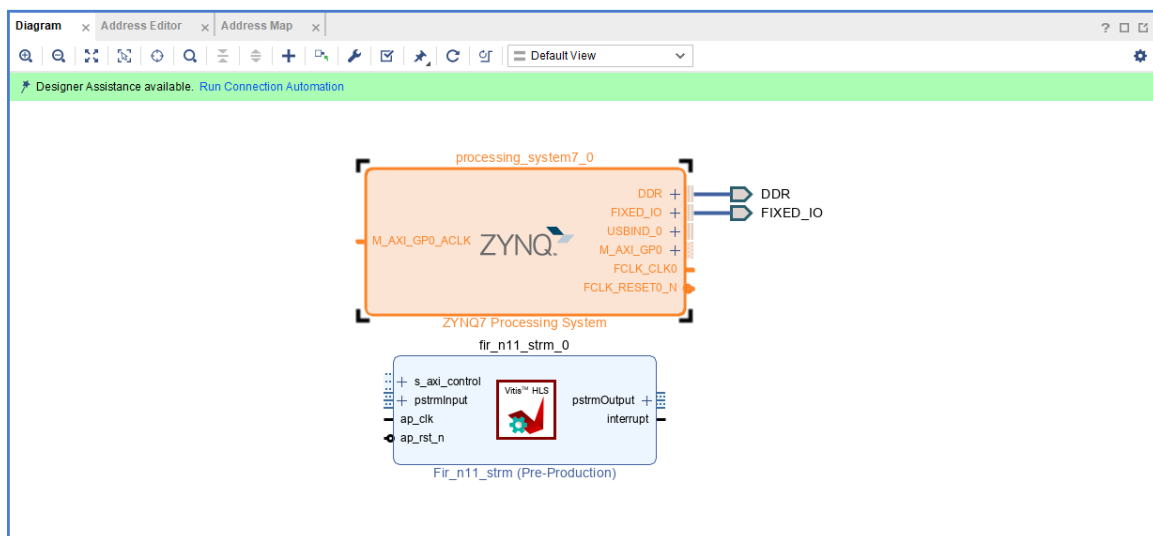 Diagram × Address Editor × Address Map ×
Default View
Designer Assistance available. Run Connection Automation
processing_system7_0
DDR
DDR
FIXED_IO
FIXED_IO
USBIND_0
M_AXI_GP0_ACLK
ZYNQ
M_AXI_GP0
FCLK_CLK0
FCLK_RESET0_N
ZYNQ7 Processing System
fir_n11_strm_0
s_axi_control
Vitis™ HLS
pstrmInput
pstrmOutput
ap_clk
interrupt
ap_rst_n
Fir_n11_strm (Pre-Production)